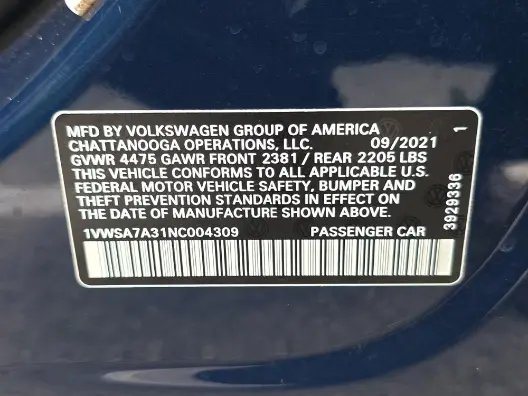 MFD BY VOLKSWAGEN GROUP OF AMERICA
CHATTANOOGA OPERATIONS, LLC. 09/2021
GVWR 4475 GAWR FRONT 2381 / REAR 2205 LBS
THIS VEHICLE CONFORMS TO ALL APPLICABLE U.S.
FEDERAL MOTOR VEHICLE SAFETY, BUMPER AND
THEFT PREVENTION STANDARDS IN EFFECT ON
THE DATE OF MANUFACTURE SHOWN ABOVE.
1VWSA7A31NC004309 PASSENGER CAR
3929336 1